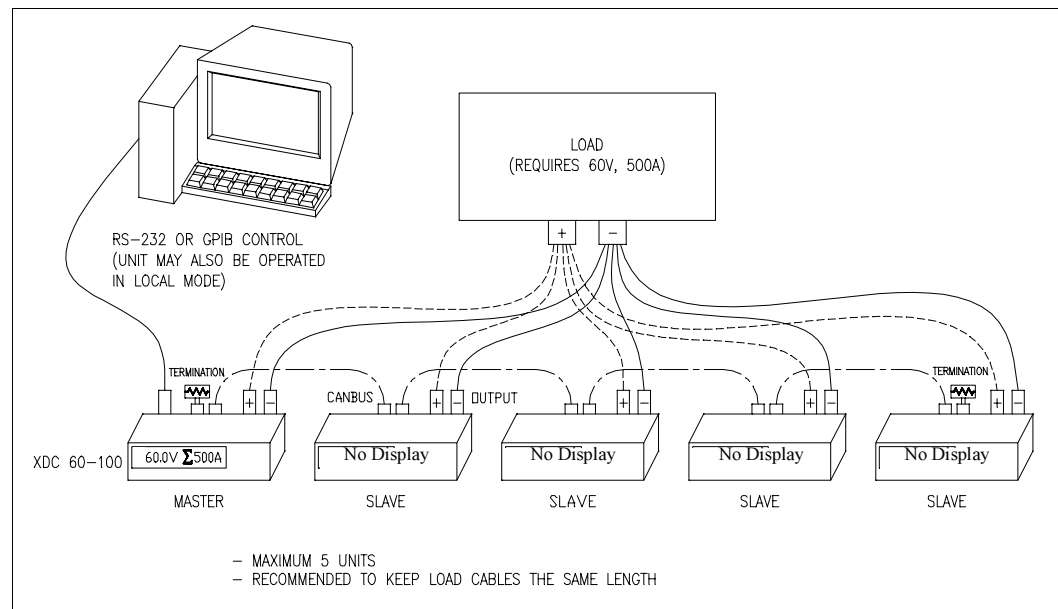 LOAD
(REQUIRES 60V, 500A)
+
−
RS-232 OR GPIB CONTROL
(UNIT MAY ALSO BE OPERATED
IN LOCAL MODE)
TERMINATION
TERMINATION
+
−
CANBUS
+
−
OUTPUT
+
−
+
−
+
−
XDC 60-100
60.0V Σ500A
No Display
No Display
No Display
No Display
MASTER
SLAVE
SLAVE
SLAVE
SLAVE
− MAXIMUM 5 UNITS
− RECOMMENDED TO KEEP LOAD CABLES THE SAME LENGTH